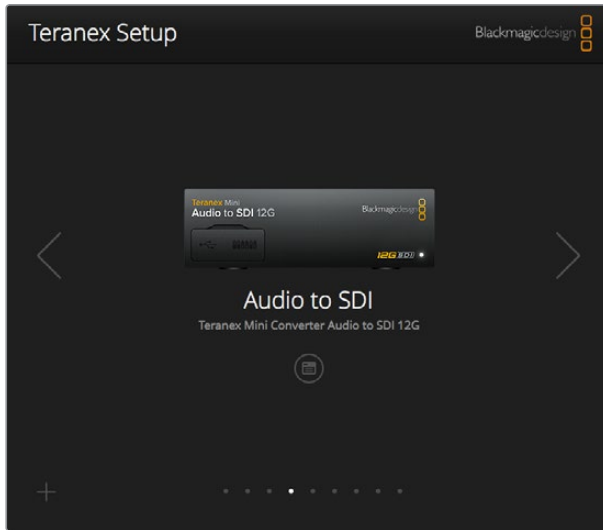 Teranex Setup
Blackmagicdesign
Teranex Mini
Audio to SDI 12G
Blackmagicdesign
12G SDI
Audio to SDI
Teranex Mini Converter Audio to SDI 12G